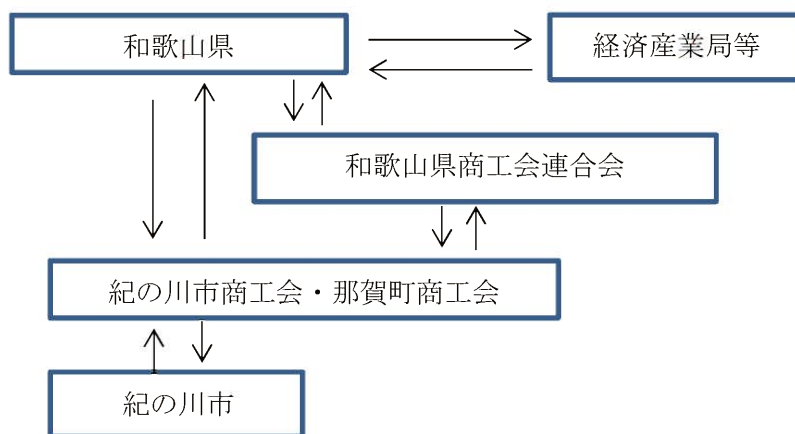 和歌山県
経済産業局等
和歌山県商工会連合会
紀の川市商工会・那賀町商工会
紀の川市